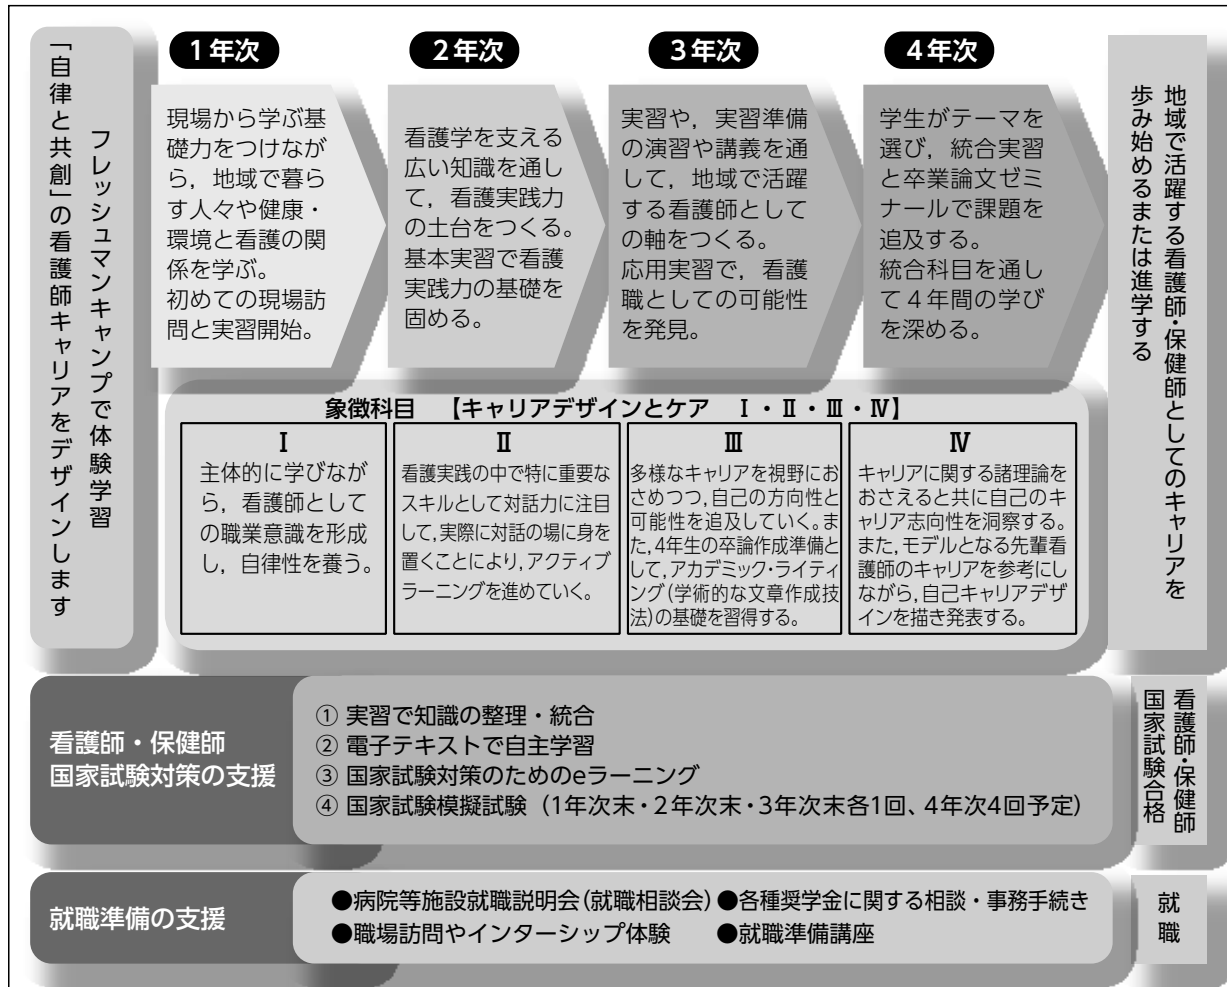 「自律と共創」の看護師キャリアをデザインします
フレッシュマンキャンプで体験学習
1年次
現場から学ぶ基
礎力をつけなが
ら，地域で暮ら
す人々や健康・
環境と看護の関
係を学ぶ。
初めての現場訪
問と実習開始。
2年次
看護学を支える
広い知識を通し
て，看護実践力
の土台をつくる。
基本実習で看護
実践力の基礎を
固める。
3年次
実習や，実習準備
の演習や講義を通
して，地域で活躍
する看護師として
の軸をつくる。
応用実習で，看護
職としての可能性
を発見。
4年次
学生がテーマを
選び，統合実習
と卒業論文ゼミ
ナールで課題を
追及する。
統合科目を通し
て４年間の学び
を深める。
地域で活躍する看護師・保健師としてのキャリアを
歩み始めるまたは進学する
象徴科目　【キャリアデザインとケア　Ⅰ・Ⅱ・Ⅲ・Ⅳ】
Ⅰ
主体的に学びなが
ら，看護師として
の職業意識を形成
し，自律性を養う。
Ⅱ
看護実践の中で特に重要な
スキルとして対話力に注目
して，実際に対話の場に身を
置くことにより，アクティブ
ラーニングを進めていく。
Ⅲ
多様なキャリアを視野にお
さめつつ，自己の方向性と
可能性を追及していく。ま
た，4年生の卒論作成準備と
して，アカデミック・ライティ
ング（学術的な文章作成技
法）の基礎を習得する。
Ⅳ
キャリアに関する諸理論を
おさえると共に自己のキ
ャリア志向性を洞察する。
また，モデルとなる先輩看
護師のキャリアを参考にし
ながら，自己キャリアデザ
インを描き発表する。
看護師・保健師
国家試験対策の支援
① 実習で知識の整理・統合
② 電子テキストで自主学習
③ 国家試験対策のためのeラーニング
④ 国家試験模擬試験（1年次末・2年次末・3年次末各1回、4年次4回予定）
看護師・保健師
国家試験合格
就職準備の支援
●病院等施設就職説明会（就職相談会）●各種奨学金に関する相談・事務手続き
●職場訪問やインターシップ体験　●就職準備講座
就職